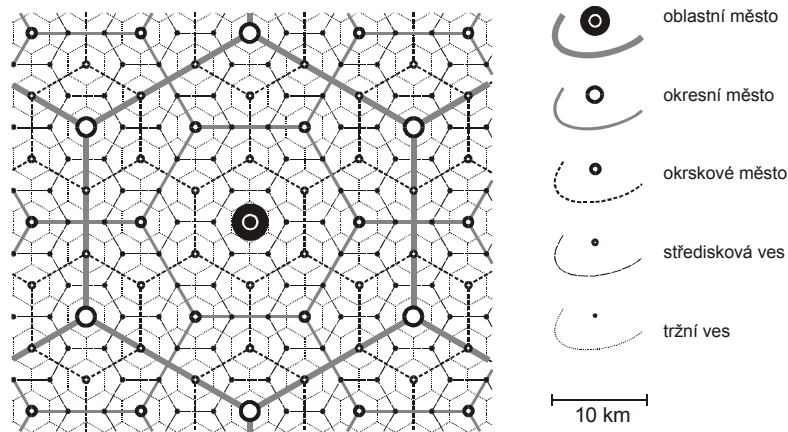 oblastní město
okresní město
okrskové město
středisková ves
tržní ves
10 km